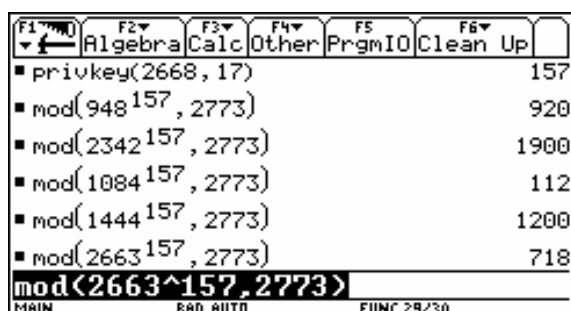 F1 F2 Algebra F3 Calc F4 Other F5 PrgmIO F6 Clean Up
privkey(2668, 17) 157
mod(948^157, 2773) 920
mod(2342^157, 2773) 1900
mod(1084^157, 2773) 112
mod(1444^157, 2773) 1200
mod(2663^157, 2773) 718
mod(2663^157,2773)
MAIN RAD AUTO FUNC 29/30